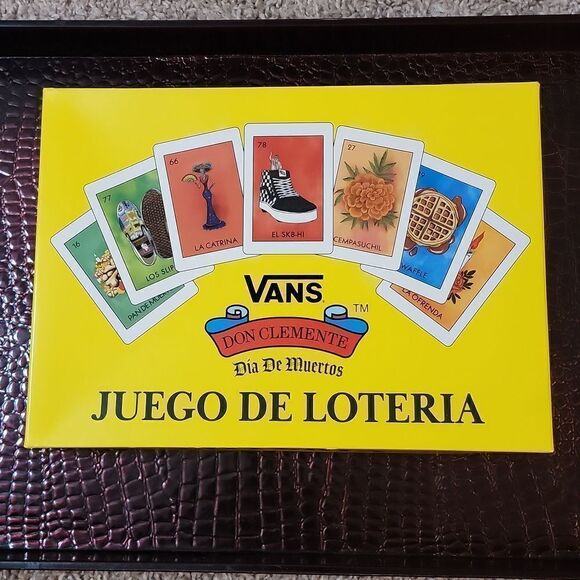 16
PAN DE MUE
77
LOS SLIP
66
LA CATRINA
78
EL SK8-HI
27
CEMPASUCHIL
WAFFLE
LA OFRENDA
VANS
TM
DON CLEMENTE
Día De Muertos
JUEGO DE LOTERIA